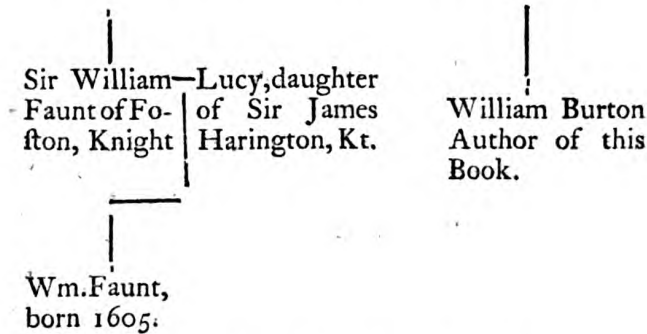 Sir William—Lucy, daughter
Faunt of Fo- of Sir James
ſton, Knight Harington, Kt.
William Burton
Author of this
Book.
Wm. Faunt,
born 1605.